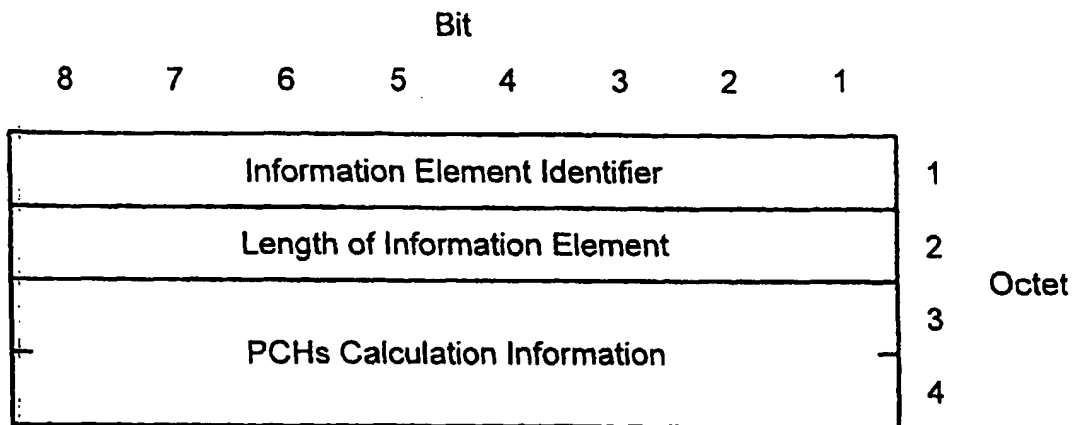 Bit
8 7 6 5 4 3 2 1
Information Element Identifier 1
Length of Information Element 2
Octet
3
PCHs Calculation Information
4